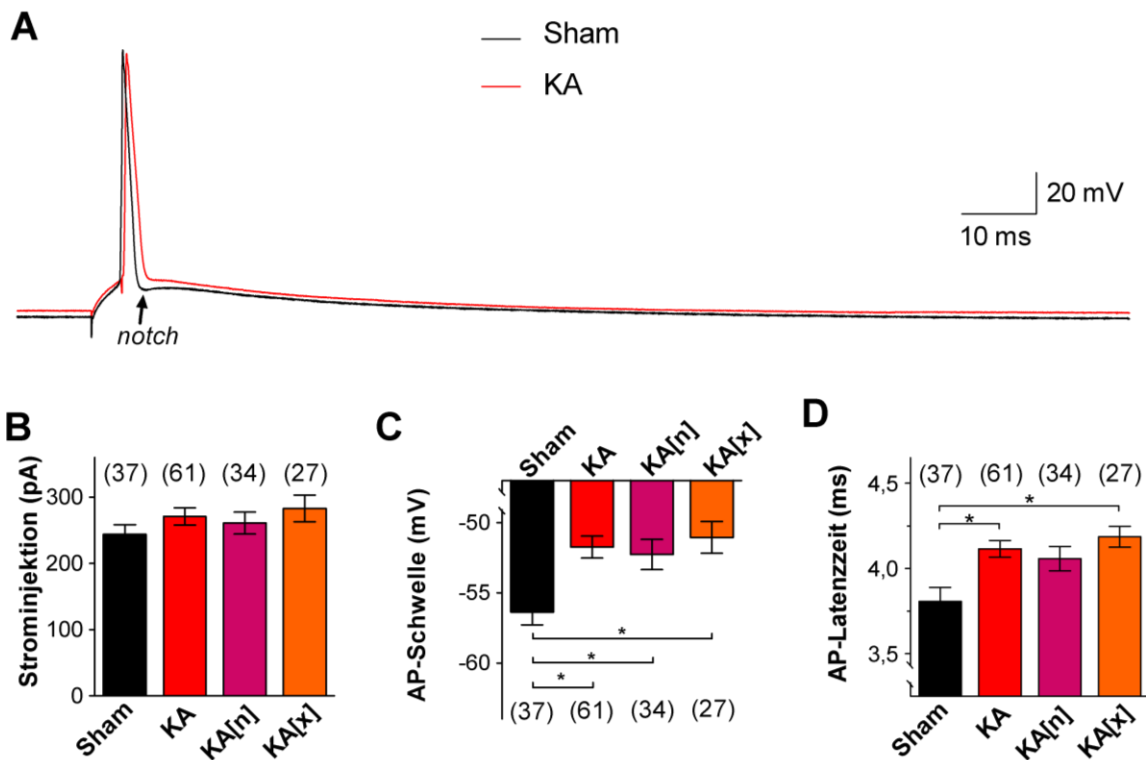 A
Sham
KA
20 mV
10 ms
notch
B
Strominjektion (pA)
300
200
100
0
(37) (61) (34) (27)
Sham KA KA[n] KA[x]
C
Sham KA KA[n] KA[x]
AP-Schwelle (mV)
-50
-55
-60
*
*
*
(37) (61) (34) (27)
D
AP-Latenzzeit (ms)
(37) (61) (34) (27)
4,5
4,0
3,5
*
*
Sham KA KA[n] KA[x]